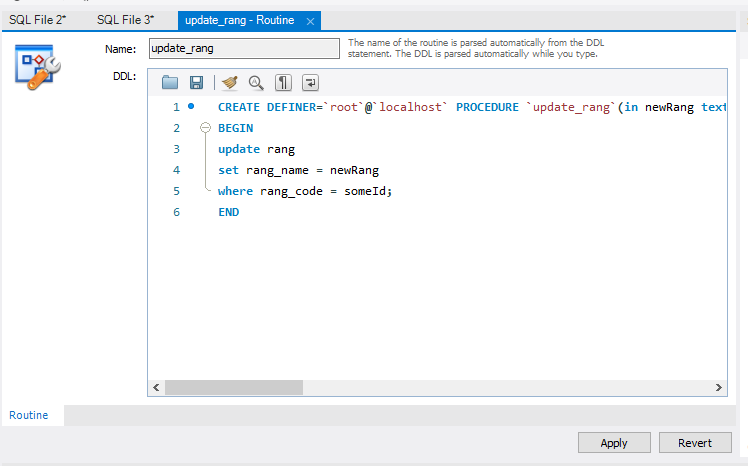 SQL File 2*
SQL File 3*
update_rang - Routine
Name:
update_rang
The name of the routine is parsed automatically from the DDL
statement. The DDL is parsed automatically while you type.
DDL:
1 CREATE DEFINER=`root`@`localhost` PROCEDURE `update_rang`(in newRang text
2 BEGIN
3 update rang
4 set rang_name = newRang
5 where rang_code = someId;
6 END
Routine
Apply
Revert